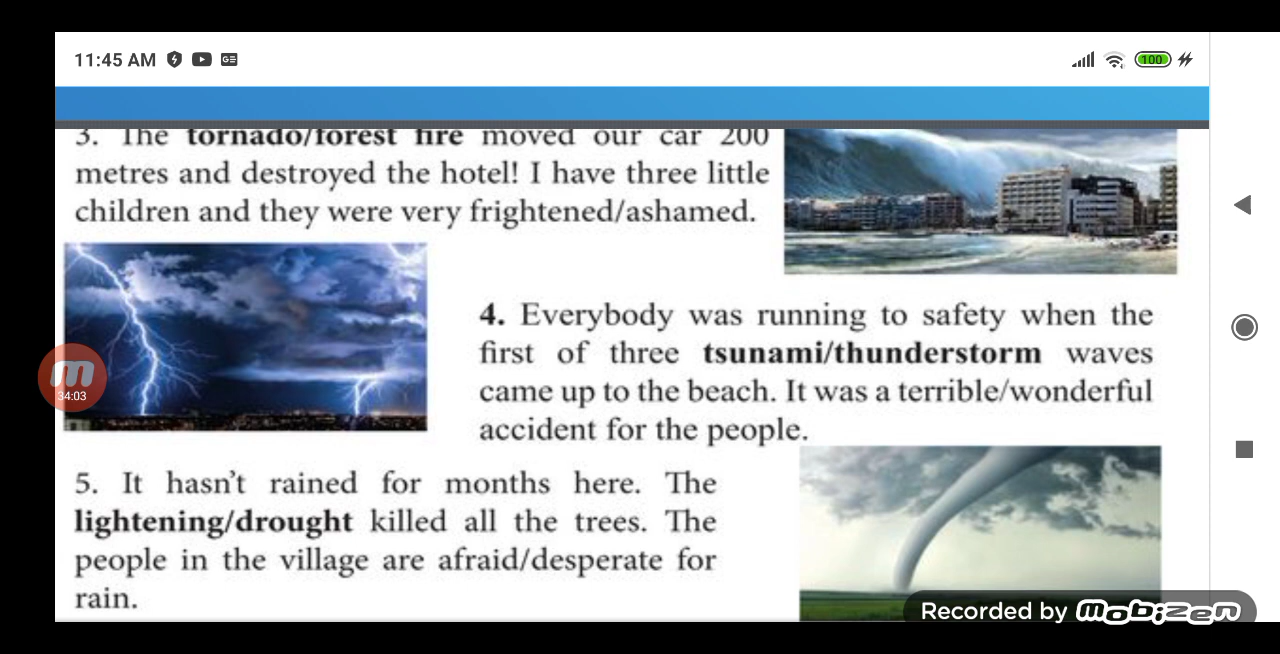 11:45 AM
100
3. The tornado/forest fire moved our car 200
metres and destroyed the hotel! I have three little
children and they were very frightened/ashamed.
4. Everybody was running to safety when the
first of three tsunami/thunderstorm waves
came up to the beach. It was a terrible/wonderful
accident for the people.
34:03
5. It hasn't rained for months here. The
lightening/drought killed all the trees. The
people in the village are afraid/desperate for
rain.
Recorded by Mobizen